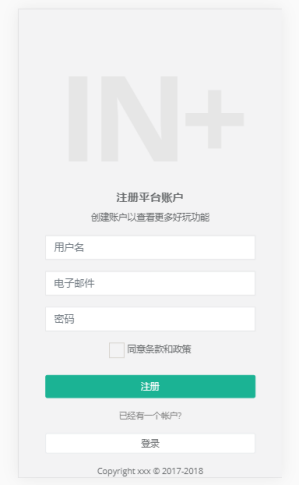 IN+
注册平台账户
创建账户以查看更多好玩功能
用户名
电子邮件
密码
同意条款和政策
注册
已经有一个帐户?
登录
Copyright xxx © 2017-2018